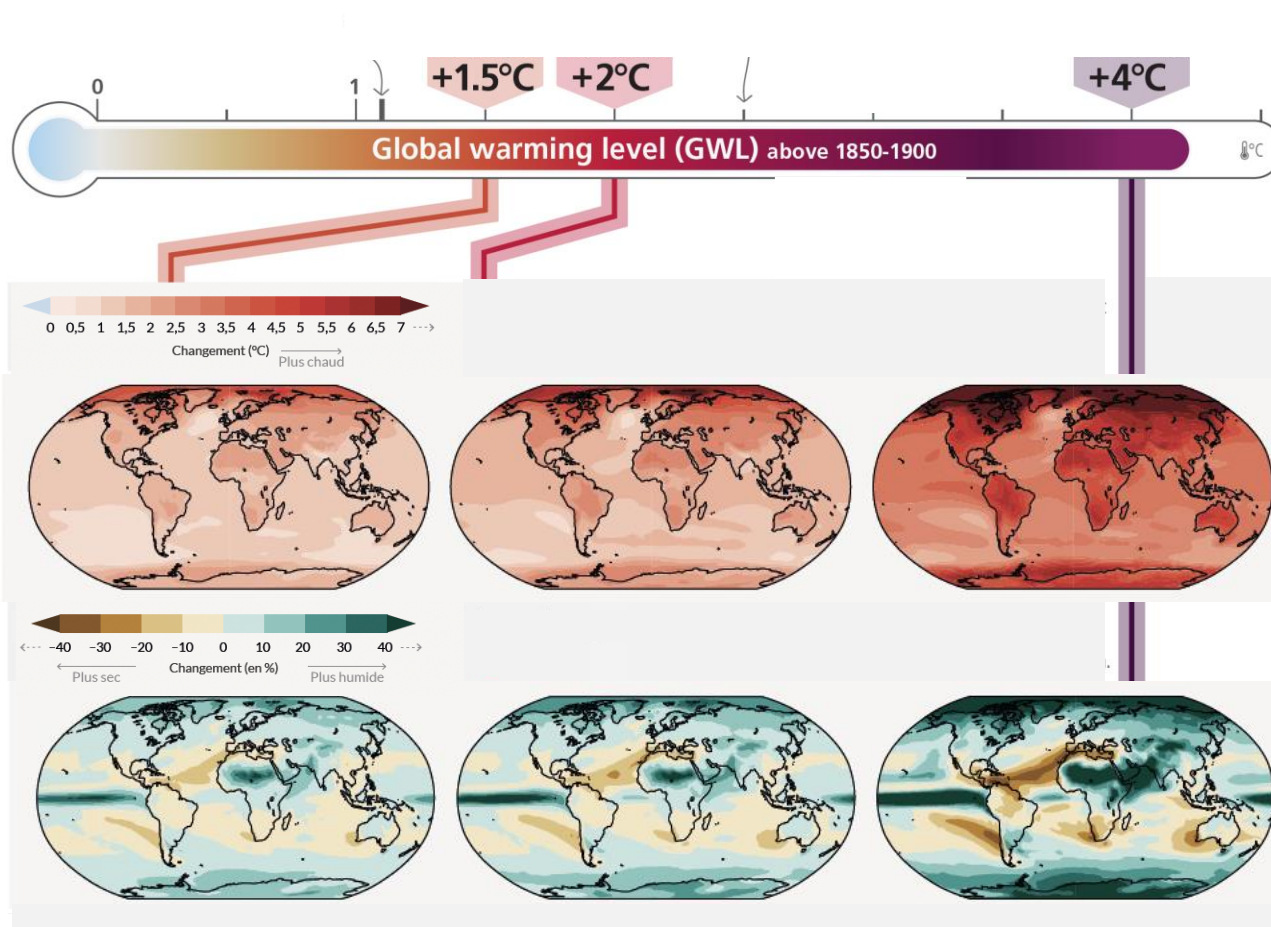 +1.5°C +2°C +4°C
0 1
Global warming level (GWL) above 1850-1900
°C
0 0,5 1 1,5 2 2,5 3 3,5 4 4,5 5 5,5 6 6,5 7
Changement (°C)
Plus chaud
−40 −30 −20 −10 0 10 20 30 40
Changement (en %)
Plus sec Plus humide